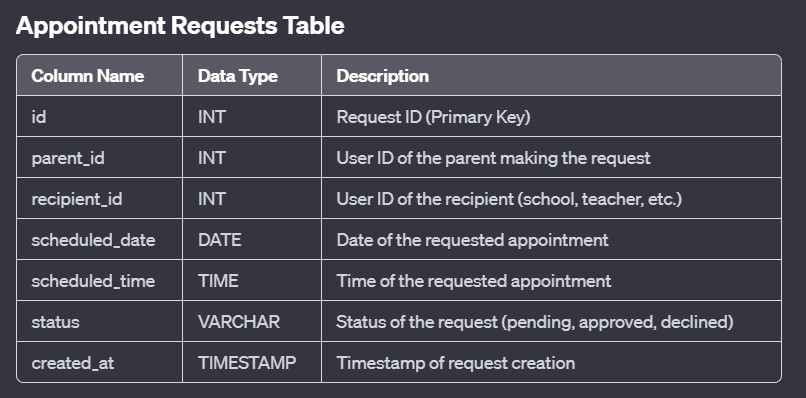 Appointment Requests Table
Column Name Data Type Description
id INT Request ID (Primary Key)
parent_id INT User ID of the parent making the request
recipient_id INT User ID of the recipient (school, teacher, etc.)
scheduled_date DATE Date of the requested appointment
scheduled_time TIME Time of the requested appointment
status VARCHAR Status of the request (pending, approved, declined)
created_at TIMESTAMP Timestamp of request creation